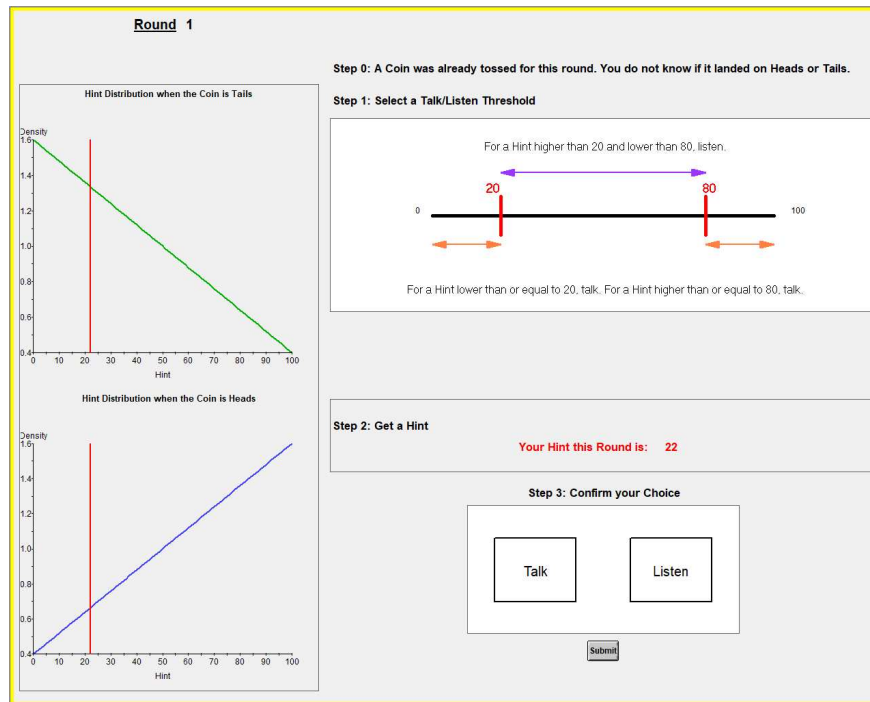 Round 1
Step 0: A Coin was already tossed for this round. You do not know if it landed on Heads or Tails.
Hint Distribution when the Coin is Tails
Density
1.6
1.4
1.2
1.0
0.8
0.6
0.4
0 10 20 30 40 50 60 70 80 90 100
Hint
Hint Distribution when the Coin is Heads
Density
1.6
1.4
1.2
1.0
0.8
0.6
0.4
0 10 20 30 40 50 60 70 80 90 100
Hint
Step 1: Select a Talk/Listen Threshold
For a Hint higher than 20 and lower than 80, listen.
20 80
0 100
For a Hint lower than or equal to 20, talk. For a Hint higher than or equal to 80, talk.
Step 2: Get a Hint
Your Hint this Round is: 22
Step 3: Confirm your Choice
Talk Listen
Submit